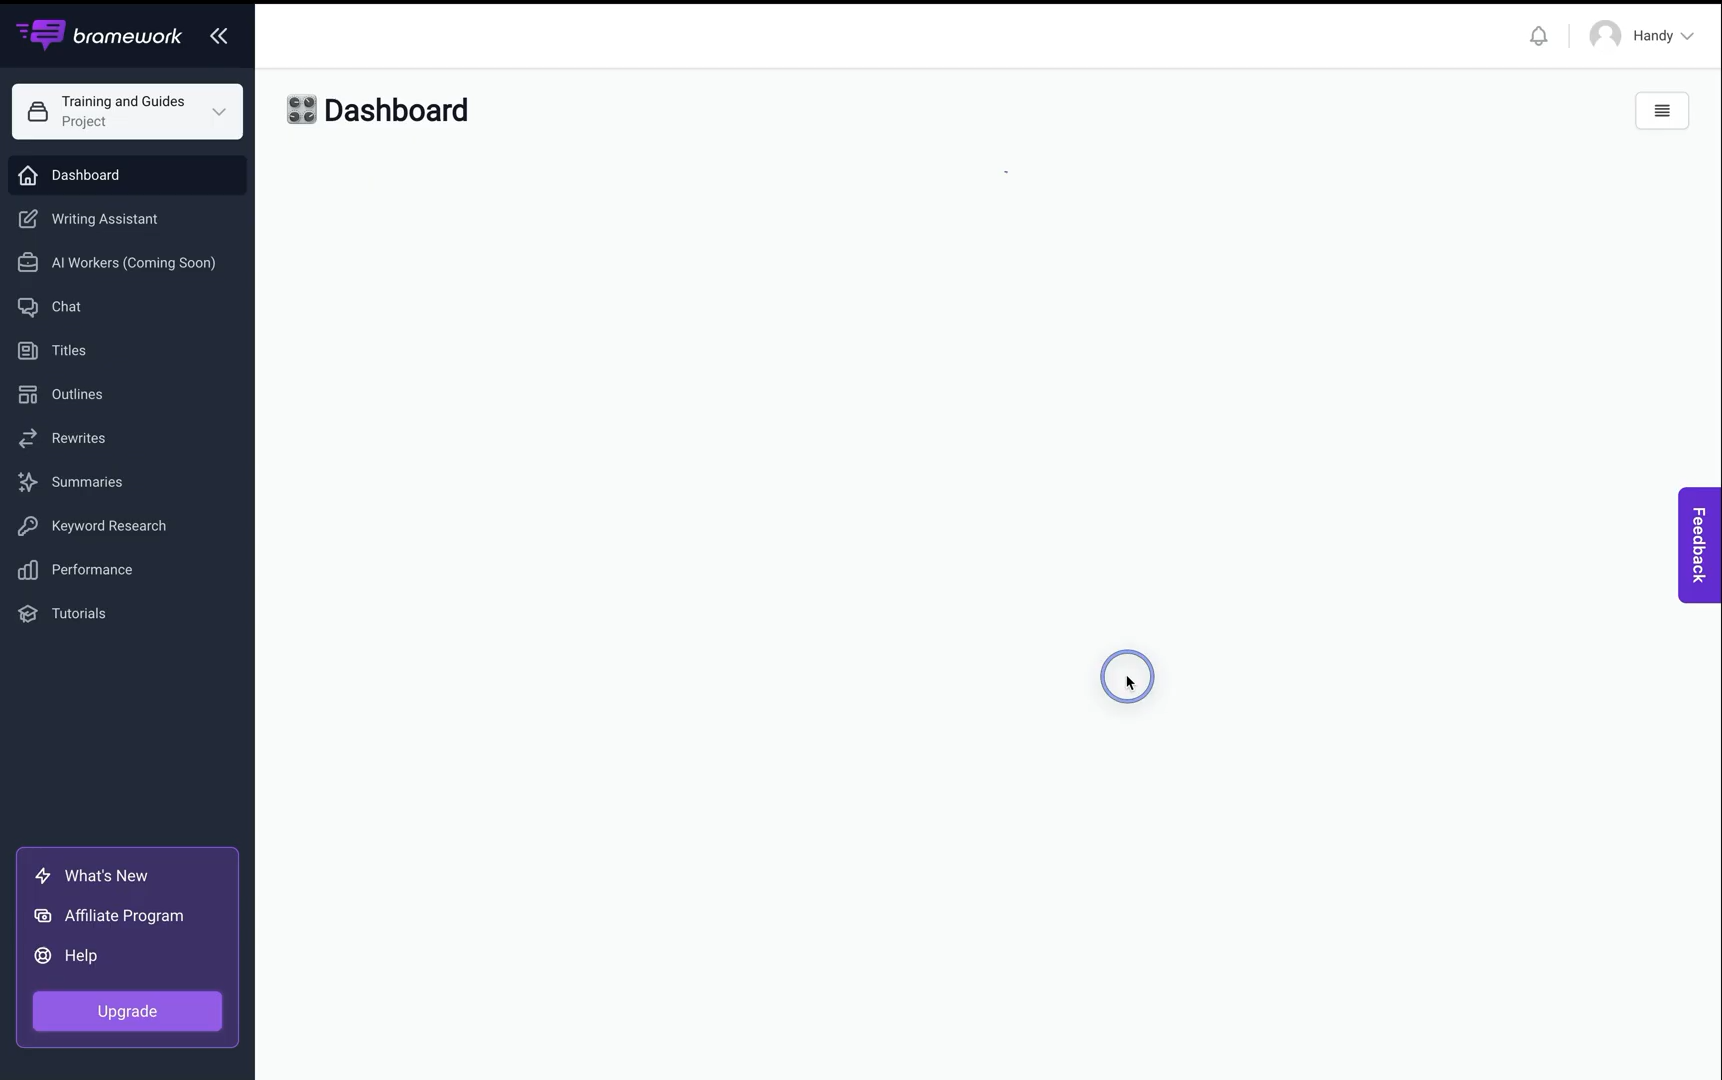 bramework
Handy
Training and Guides
Project
Dashboard
Dashboard
Writing Assistant
AI Workers (Coming Soon)
Chat
Titles
Outlines
Rewrites
Summaries
Keyword Research
Performance
Tutorials
Feedback
What's New
Affiliate Program
Help
Upgrade